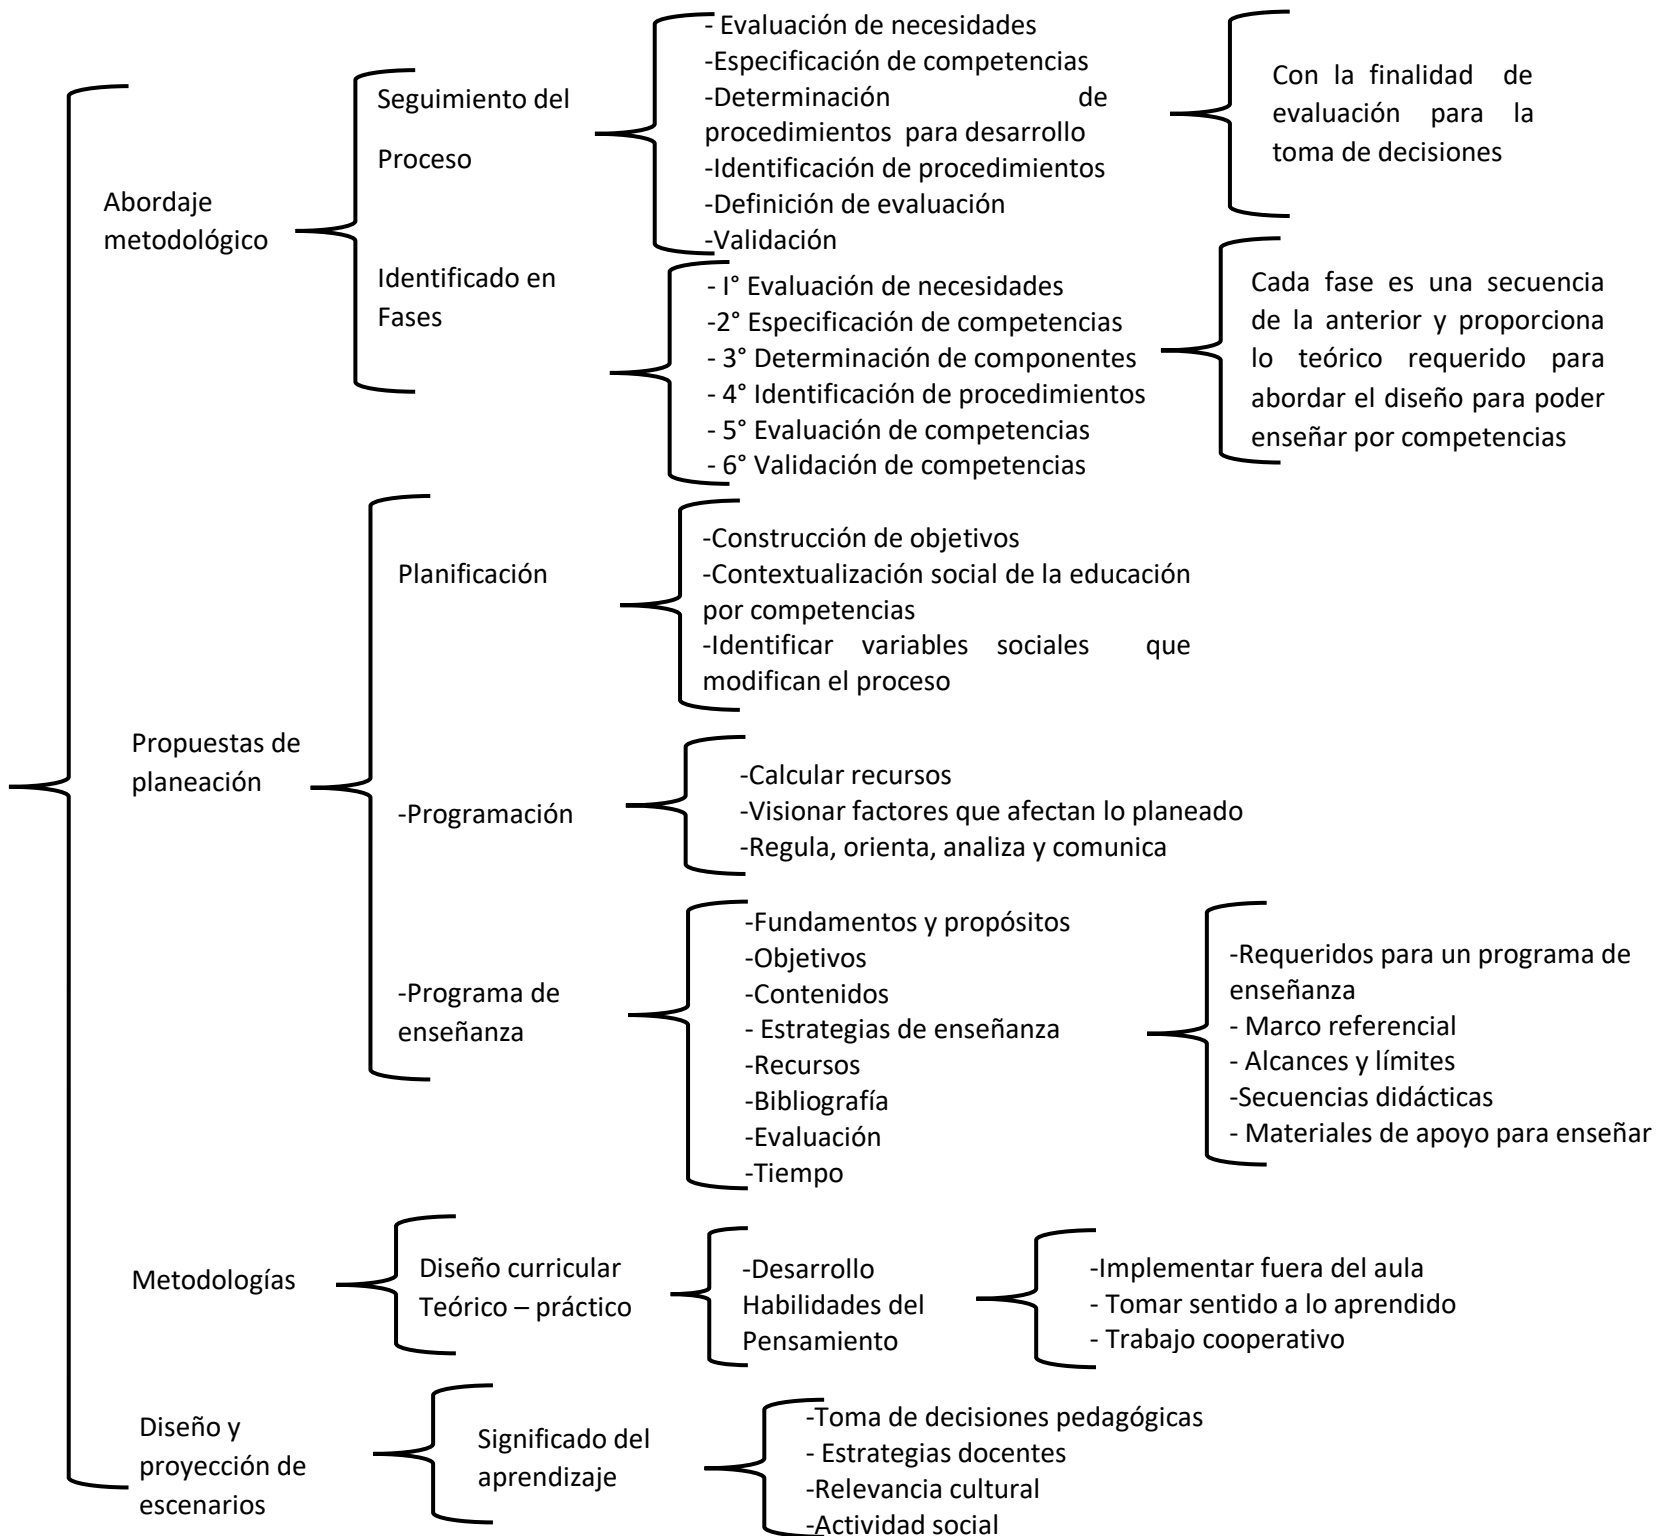 Abordaje
metodológico
Seguimiento del
Proceso
- Evaluación de necesidades
-Especificación de competencias
-Determinación de
procedimientos para desarrollo
-Identificación de procedimientos
-Definición de evaluación
-Validación
Con la finalidad de
evaluación para la
toma de decisiones
Identificado en
Fases
- I° Evaluación de necesidades
-2° Especificación de competencias
- 3° Determinación de componentes
- 4° Identificación de procedimientos
- 5° Evaluación de competencias
- 6° Validación de competencias
Cada fase es una secuencia
de la anterior y proporciona
lo teórico requerido para
abordar el diseño para poder
enseñar por competencias
Propuestas de
planeación
Planificación
-Construcción de objetivos
-Contextualización social de la educación
por competencias
-Identificar variables sociales que
modifican el proceso
-Programación
-Calcular recursos
-Visionar factores que afectan lo planeado
-Regula, orienta, analiza y comunica
-Programa de
enseñanza
-Fundamentos y propósitos
-Objetivos
-Contenidos
- Estrategias de enseñanza
-Recursos
-Bibliografía
-Evaluación
-Tiempo
-Requeridos para un programa de
enseñanza
- Marco referencial
- Alcances y límites
-Secuencias didácticas
- Materiales de apoyo para enseñar
Metodologías
Diseño curricular
Teórico – práctico
-Desarrollo
Habilidades del
Pensamiento
-Implementar fuera del aula
- Tomar sentido a lo aprendido
- Trabajo cooperativo
Diseño y
proyección de
escenarios
Significado del
aprendizaje
-Toma de decisiones pedagógicas
- Estrategias docentes
-Relevancia cultural
-Actividad social